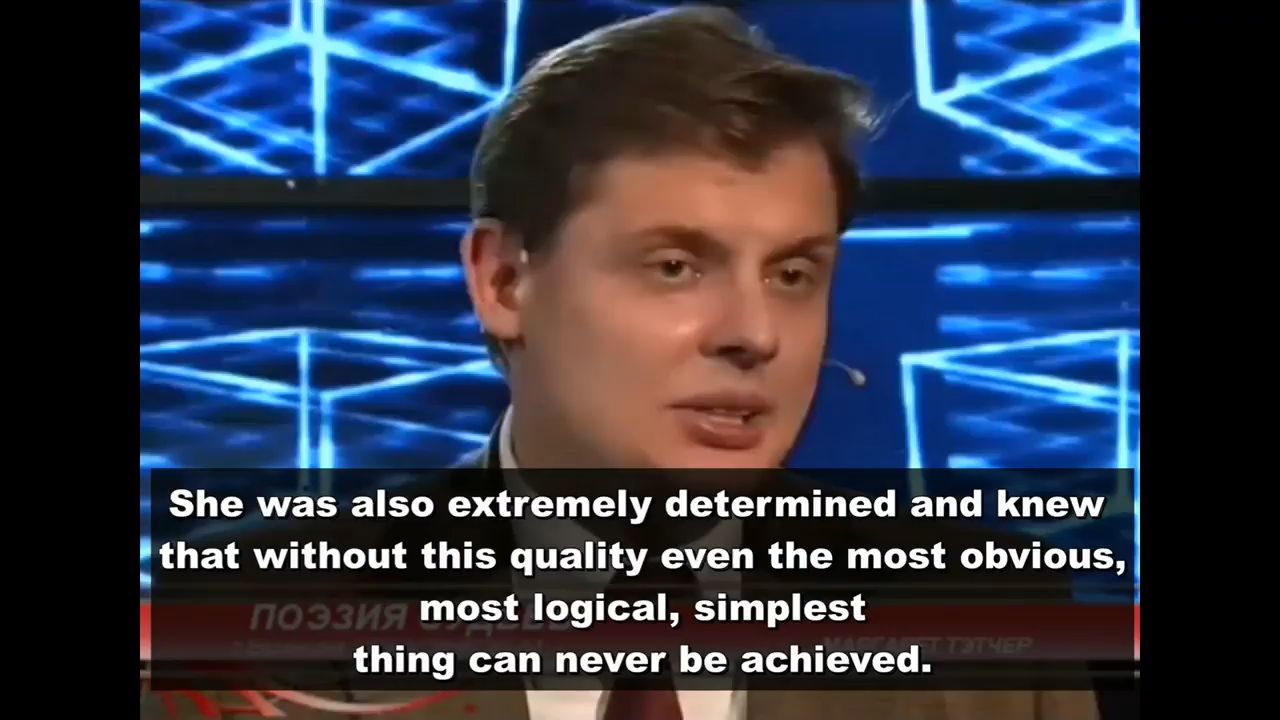 She was also extremely determined and knew
that without this quality even the most obvious,
most logical, simplest
thing can never be achieved.
ПОЭЗИЯ
МАРГАРЕТ ТЭТЧЕР